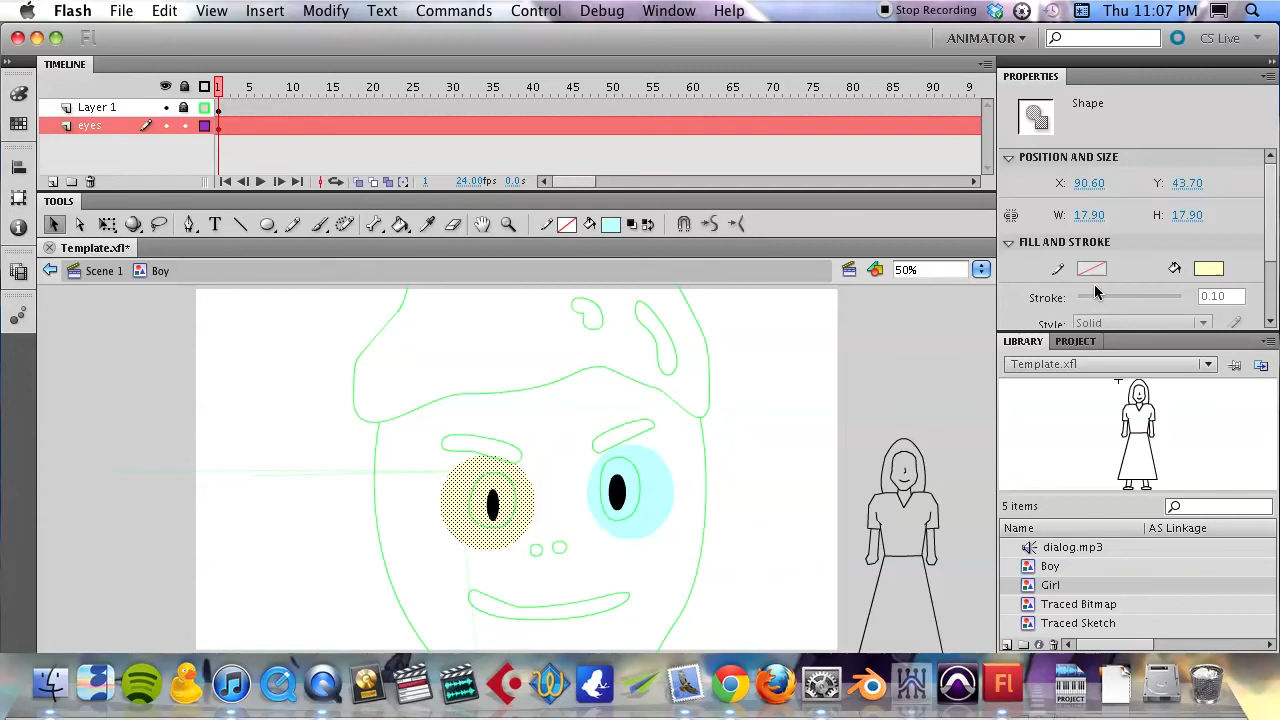 Flash File Edit View Insert Modify Text Commands Control Debug Window Help Stop Recording Thu 11:07 PM
Fl ANIMATOR CS Live
TIMELINE
1 5 10 15 20 25 30 35 40 45 50 55 60 65 70 75 80 85 90 9
Layer 1
eyes
1 24.00fps 0.0s
TOOLS
Template.xfl*
Scene 1 Boy 50%
PROPERTIES
Shape
POSITION AND SIZE
X: 90.60 Y: 43.70
W: 17.90 H: 17.90
FILL AND STROKE
Stroke: 0.10
Style: Solid
LIBRARY PROJECT
Template.xfl
5 items
Name AS Linkage
dialog.mp3
Boy
Girl
Traced Bitmap
Traced Sketch
Fl PROJECT